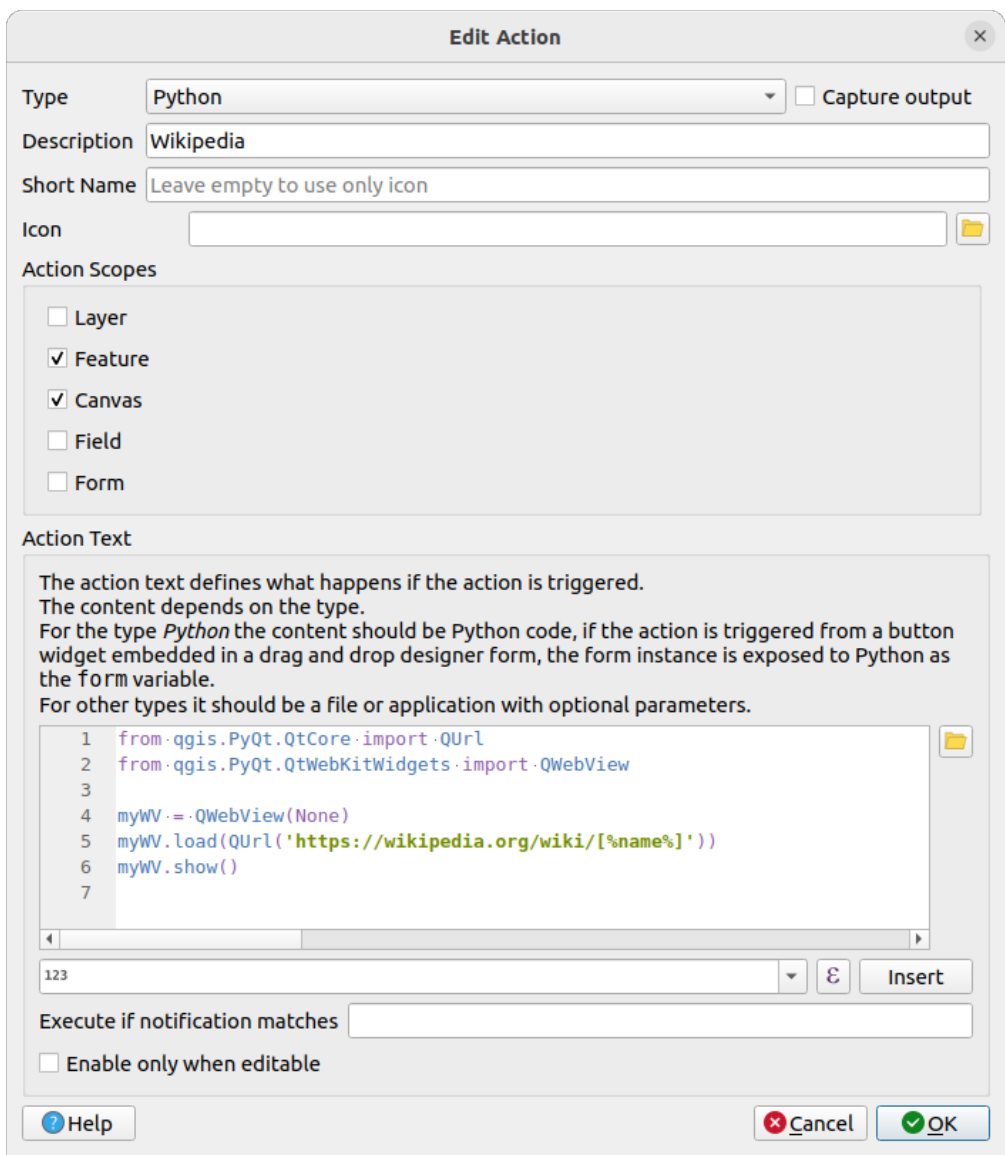 Edit Action
Type Python Capture output
Description Wikipedia
Short Name Leave empty to use only icon
Icon
Action Scopes
Layer
Feature
Canvas
Field
Form
Action Text
The action text defines what happens if the action is triggered.
The content depends on the type.
For the type Python the content should be Python code, if the action is triggered from a button
widget embedded in a drag and drop designer form, the form instance is exposed to Python as
the form variable.
For other types it should be a file or application with optional parameters.
1 from·qgis.PyQt.QtCore·import·QUrl
2 from·qgis.PyQt.QtWebKitWidgets·import·QWebView
3
4 myWV·=·QWebView(None)
5 myWV.load(QUrl('https://wikipedia.org/wiki/[%name%]'))
6 myWV.show()
7
123 ε Insert
Execute if notification matches
Enable only when editable
Help Cancel OK